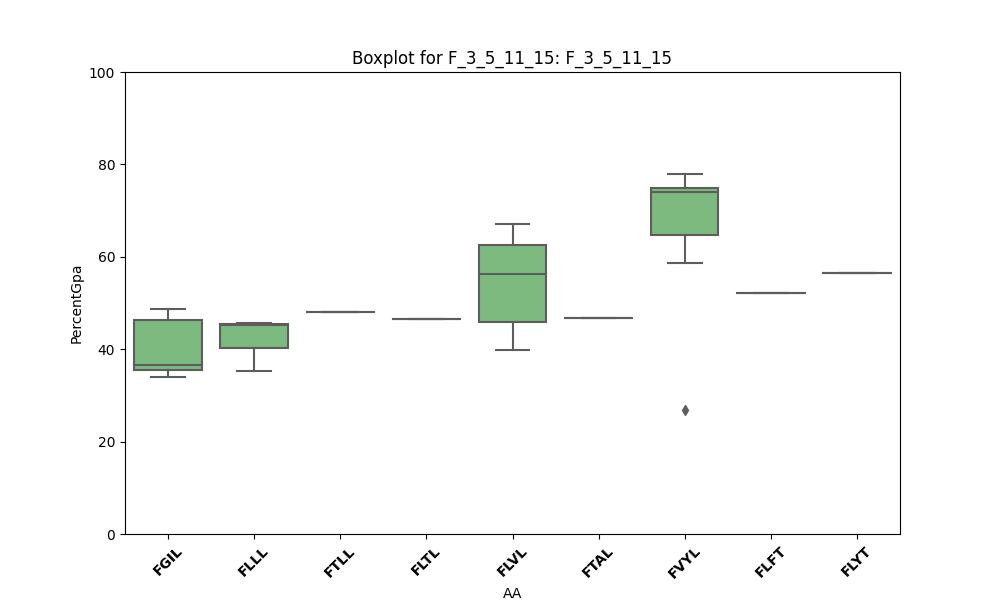 Boxplot for F_3_5_11_15: F_3_5_11_15
100
80
60
40
20
0
PercentGpa
FGIL
FLLL
FTLL
FLTL
FLVL
FTAL
FVYL
FLFT
FLYT
AA